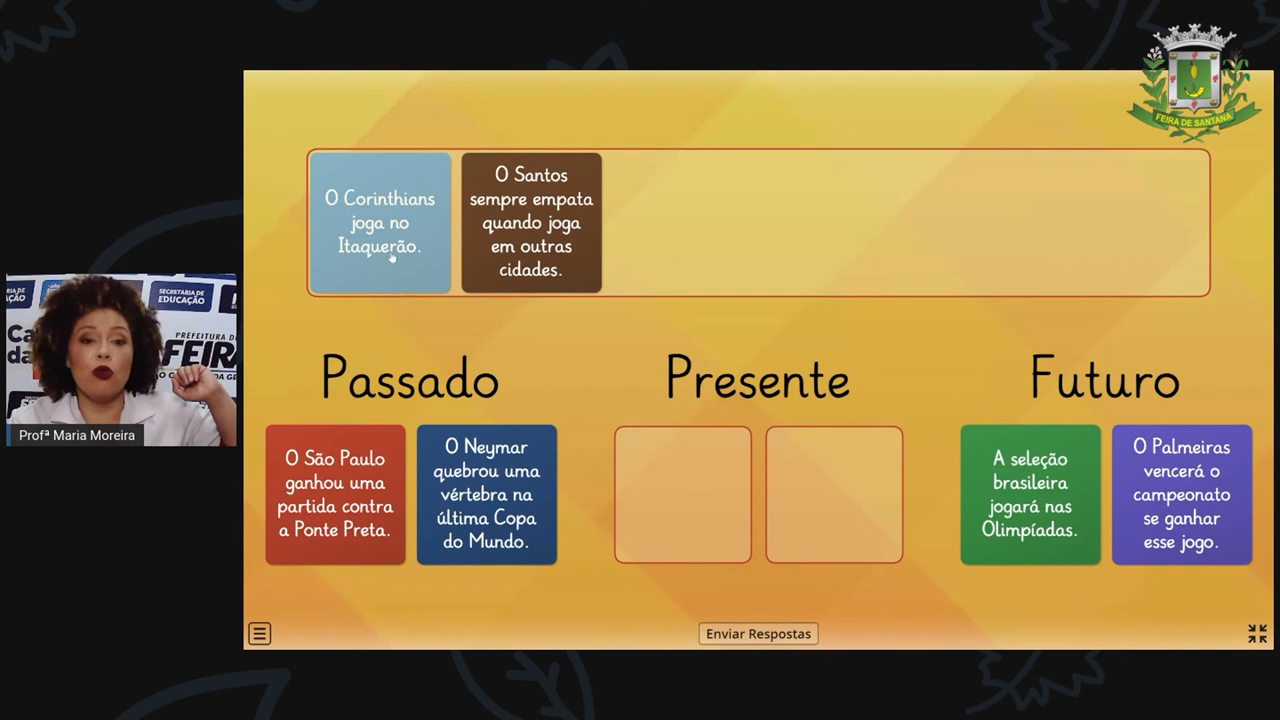 FEIRA DE SANTANA
O Corinthians
joga no
Itaquerão.
O Santos
sempre empata
quando joga
em outras
cidades.
Passado
Presente
Futuro
O São Paulo
ganhou uma
partida contra
a Ponte Preta.
O Neymar
quebrou uma
vértebra na
última Copa
do Mundo.
A seleção
brasileira
jogará nas
Olimpíadas.
O Palmeiras
vencerá o
campeonato
se ganhar
esse jogo.
Enviar Respostas
SECRETARIA DE
EDUCAÇÃO
PREFEITURA DE
FEIRA
Profª Maria Moreira